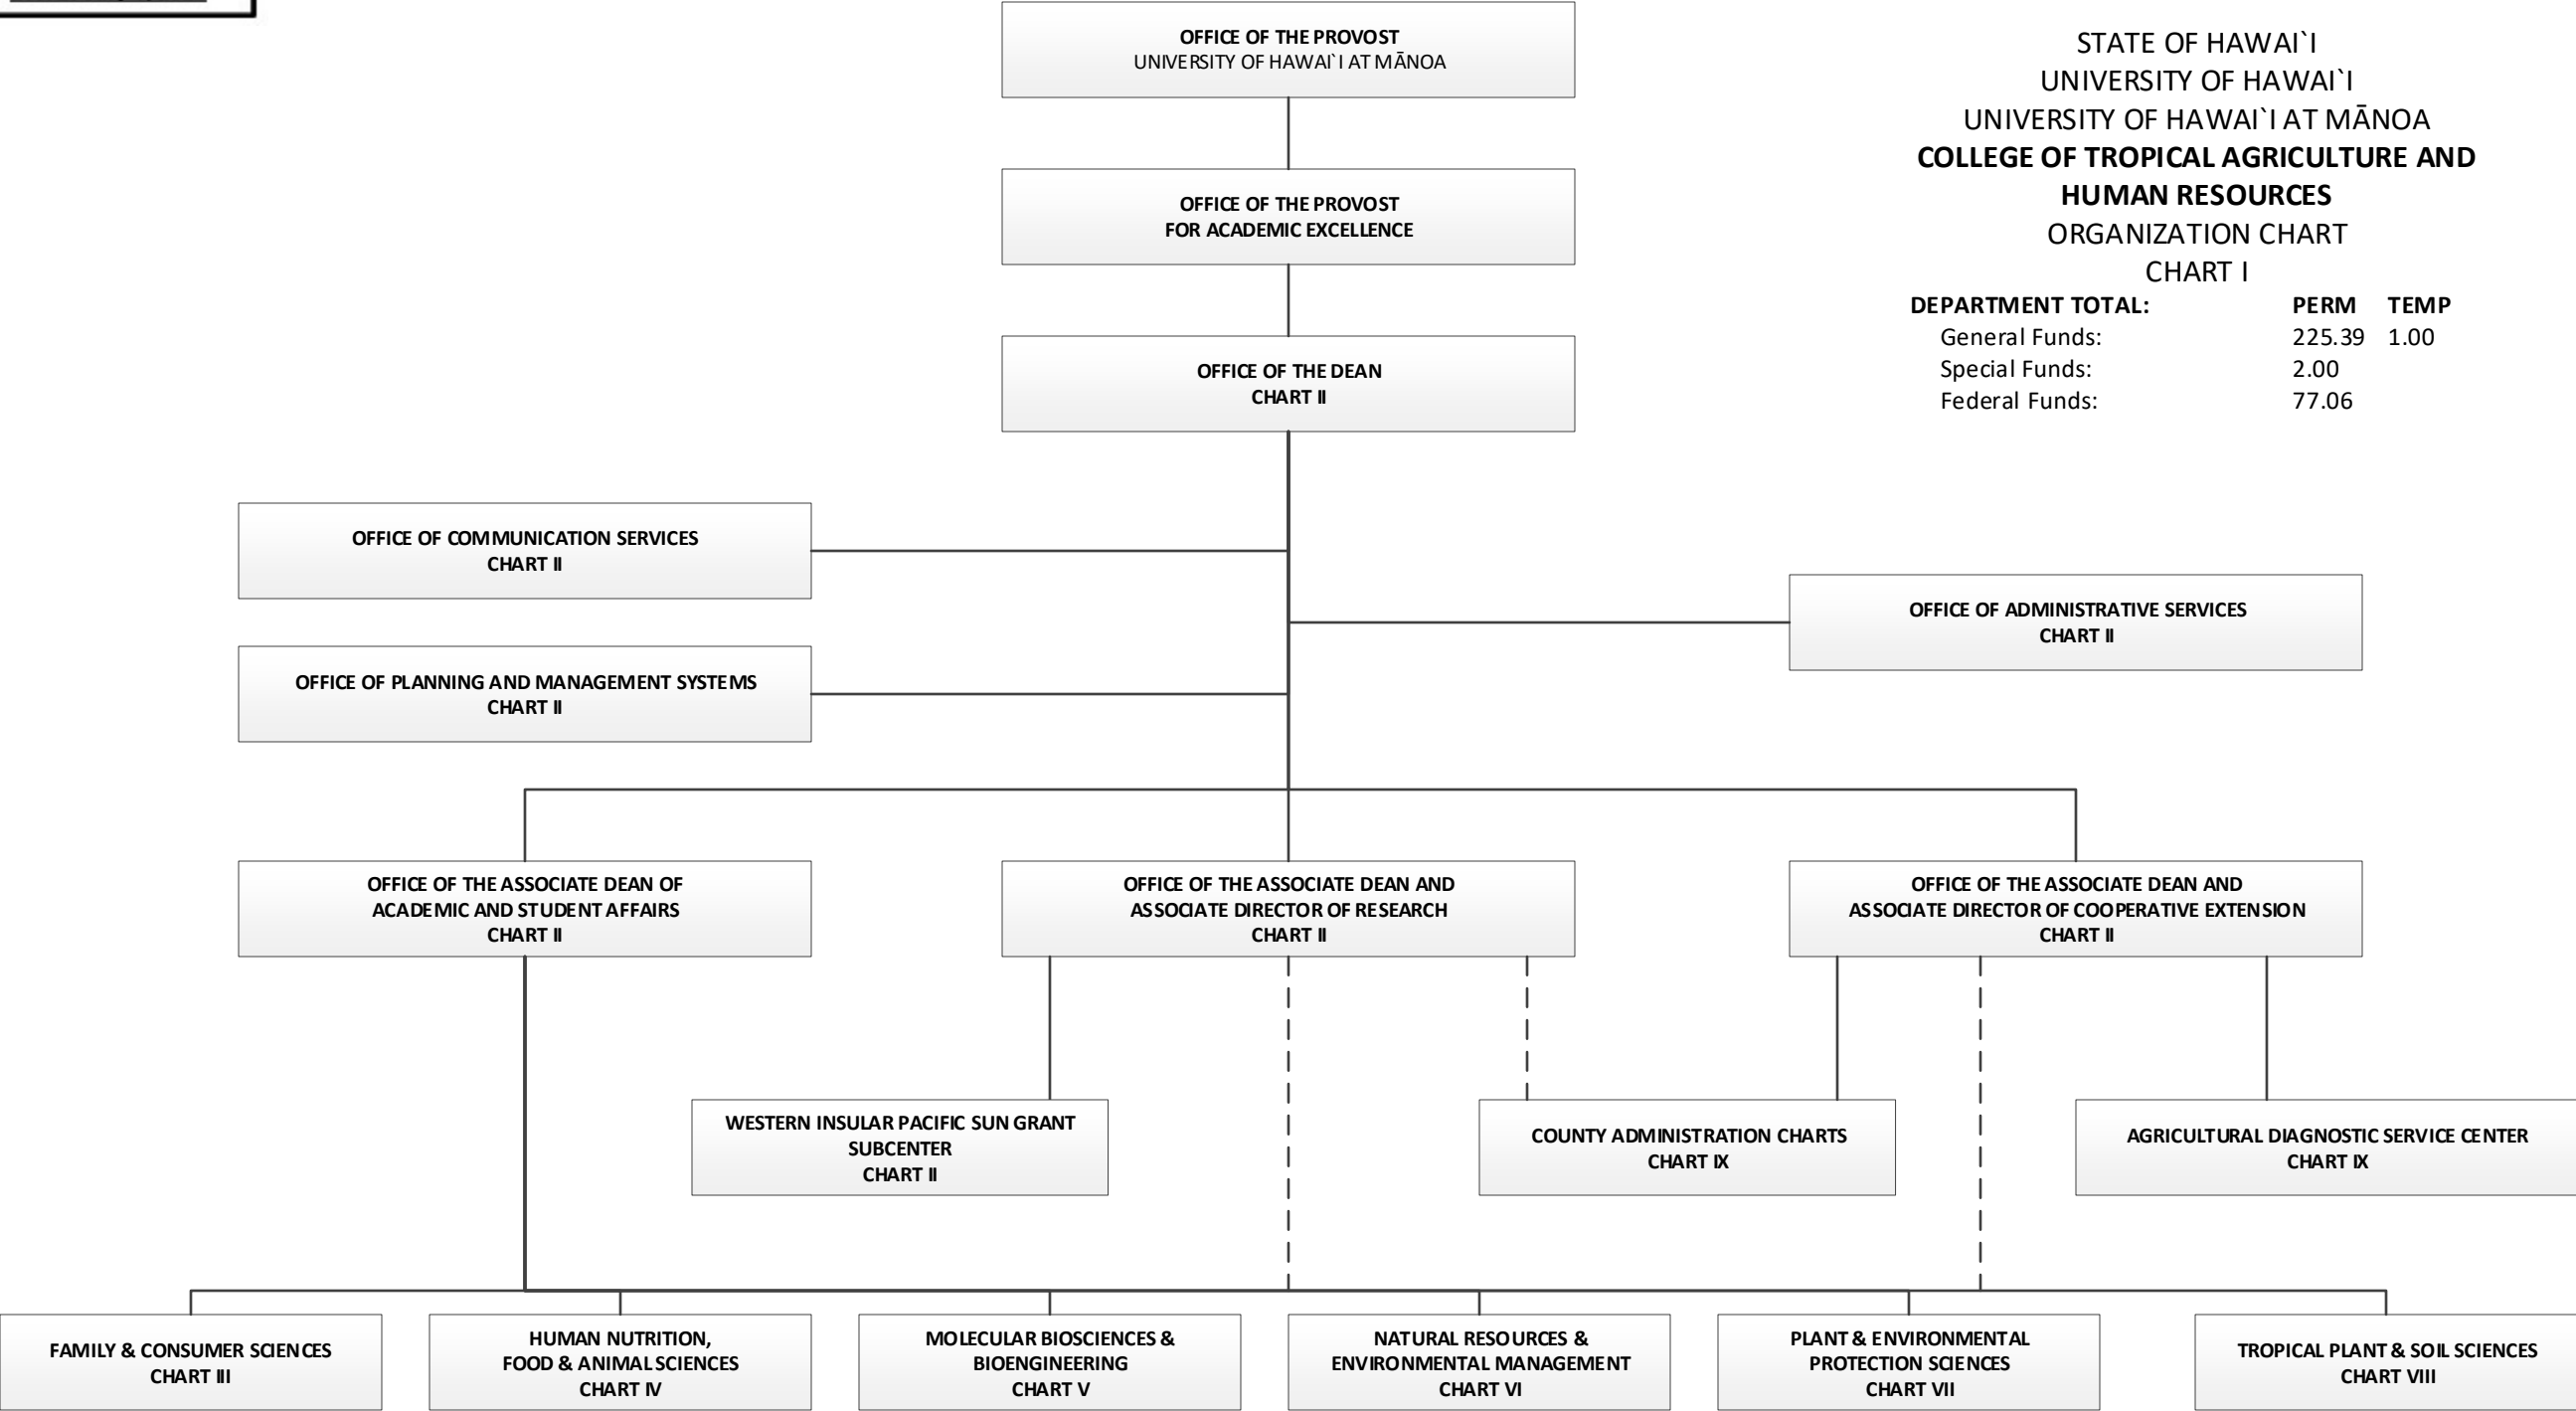 OFFICE OF THE PROVOST
UNIVERSITY OF HAWAI`I AT MĀNOA
STATE OF HAWAI`I
UNIVERSITY OF HAWAI`I
UNIVERSITY OF HAWAI`I AT MĀNOA
COLLEGE OF TROPICAL AGRICULTURE AND
HUMAN RESOURCES
ORGANIZATION CHART
CHART I
DEPARTMENT TOTAL: PERM TEMP
General Funds: 225.39 1.00
Special Funds: 2.00
Federal Funds: 77.06
OFFICE OF THE PROVOST
FOR ACADEMIC EXCELLENCE
OFFICE OF THE DEAN
CHART II
OFFICE OF COMMUNICATION SERVICES
CHART II
OFFICE OF ADMINISTRATIVE SERVICES
CHART II
OFFICE OF PLANNING AND MANAGEMENT SYSTEMS
CHART II
OFFICE OF THE ASSOCIATE DEAN OF
ACADEMIC AND STUDENT AFFAIRS
CHART II
OFFICE OF THE ASSOCIATE DEAN AND
ASSOCIATE DIRECTOR OF RESEARCH
CHART II
OFFICE OF THE ASSOCIATE DEAN AND
ASSOCIATE DIRECTOR OF COOPERATIVE EXTENSION
CHART II
WESTERN INSULAR PACIFIC SUN GRANT
SUBCENTER
CHART II
COUNTY ADMINISTRATION CHARTS
CHART IX
AGRICULTURAL DIAGNOSTIC SERVICE CENTER
CHART IX
FAMILY & CONSUMER SCIENCES
CHART III
HUMAN NUTRITION,
FOOD & ANIMAL SCIENCES
CHART IV
MOLECULAR BIOSCIENCES &
BIOENGINEERING
CHART V
NATURAL RESOURCES &
ENVIRONMENTAL MANAGEMENT
CHART VI
PLANT & ENVIRONMENTAL
PROTECTION SCIENCES
CHART VII
TROPICAL PLANT & SOIL SCIENCES
CHART VIII